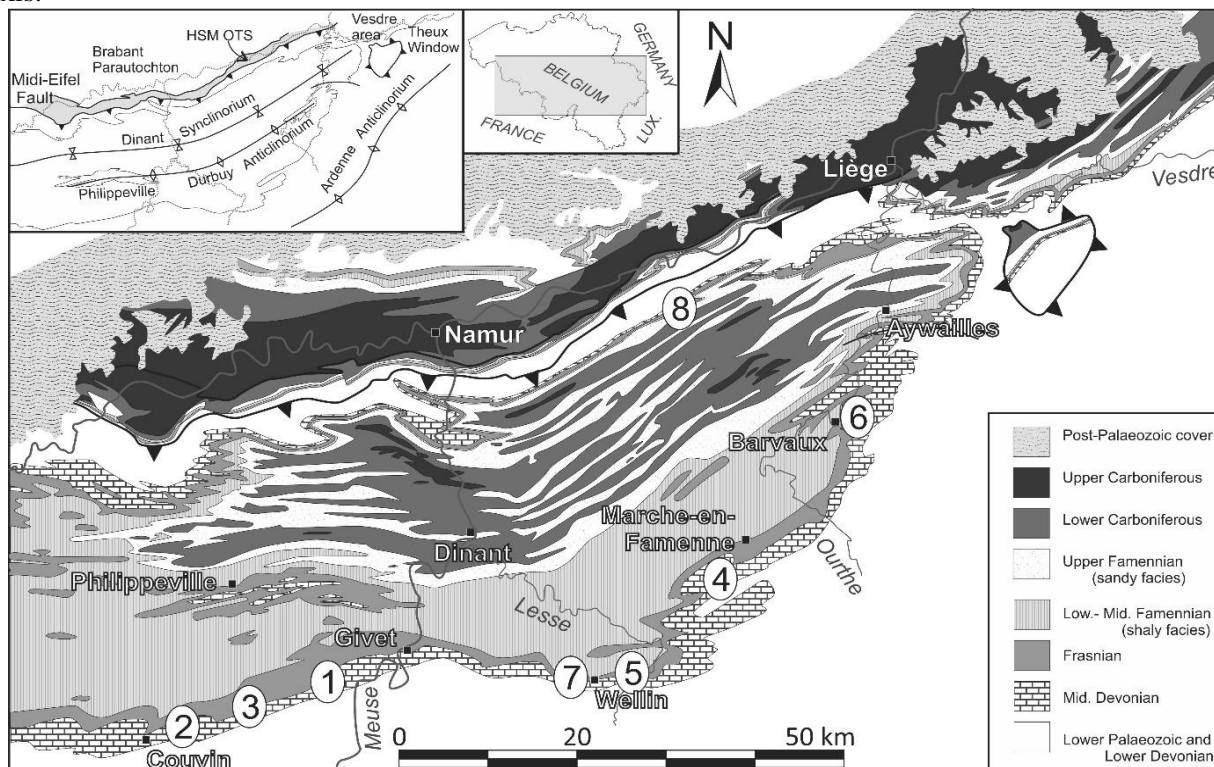 HSM OTS
Vesdre
area
Theux
Window
Brabant
Parautochton
Midi-Eifel
Fault
Dinant
Synclinorium
Anticlinorium
Philippeville
Durbuy
Ardenne
Anticlinorium
GERMANY
BELGIUM
FRANCE
LUX.
N
Liège
Vesdre
8
Namur
Aywailles
6
Barvaux
Marche-en-
Famenne
Ourthe
Dinant
Philippeville
4
Lesse
Givet
1
7
5
Wellin
3
2
Meuse
Couvin
0
20
50 km
Post-Palaeozoic cover
Upper Carboniferous
Lower Carboniferous
Upper Famennian
(sandy facies)
Low.- Mid. Famennian
(shaly facies)
Frasnian
Mid. Devonian
Lower Palaeozoic and
Lower Devonian